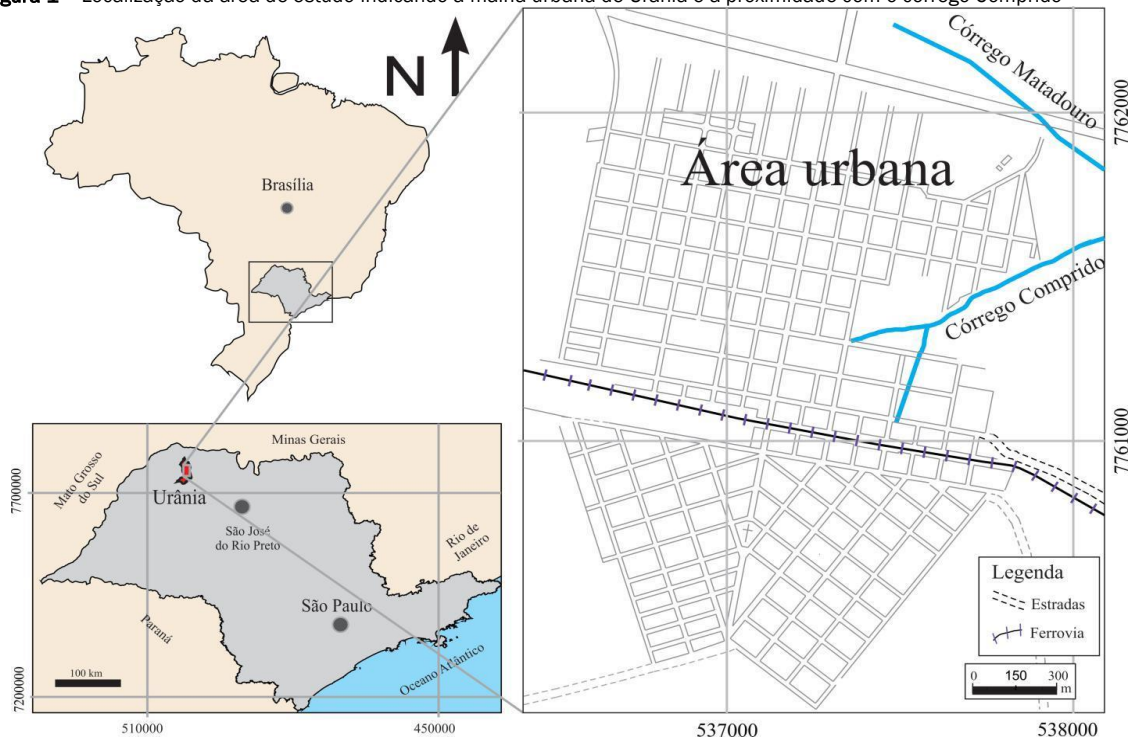 Localização da área de estudo indicando a malha urbana de Urânia e a proximidade com o córrego Comprido
N
Brasília
Minas Gerais
Mato Grosso
do Sul
Urânia
São José
do Rio Preto
Rio de
Janeiro
São Paulo
Paraná
Oceano Atlântico
100 km
7700000
7200000
510000
450000
Córrego Matadouro
Área urbana
Córrego Comprido
7762000
7761000
537000
538000
Legenda
Estradas
Ferrovia
0 150 300
m